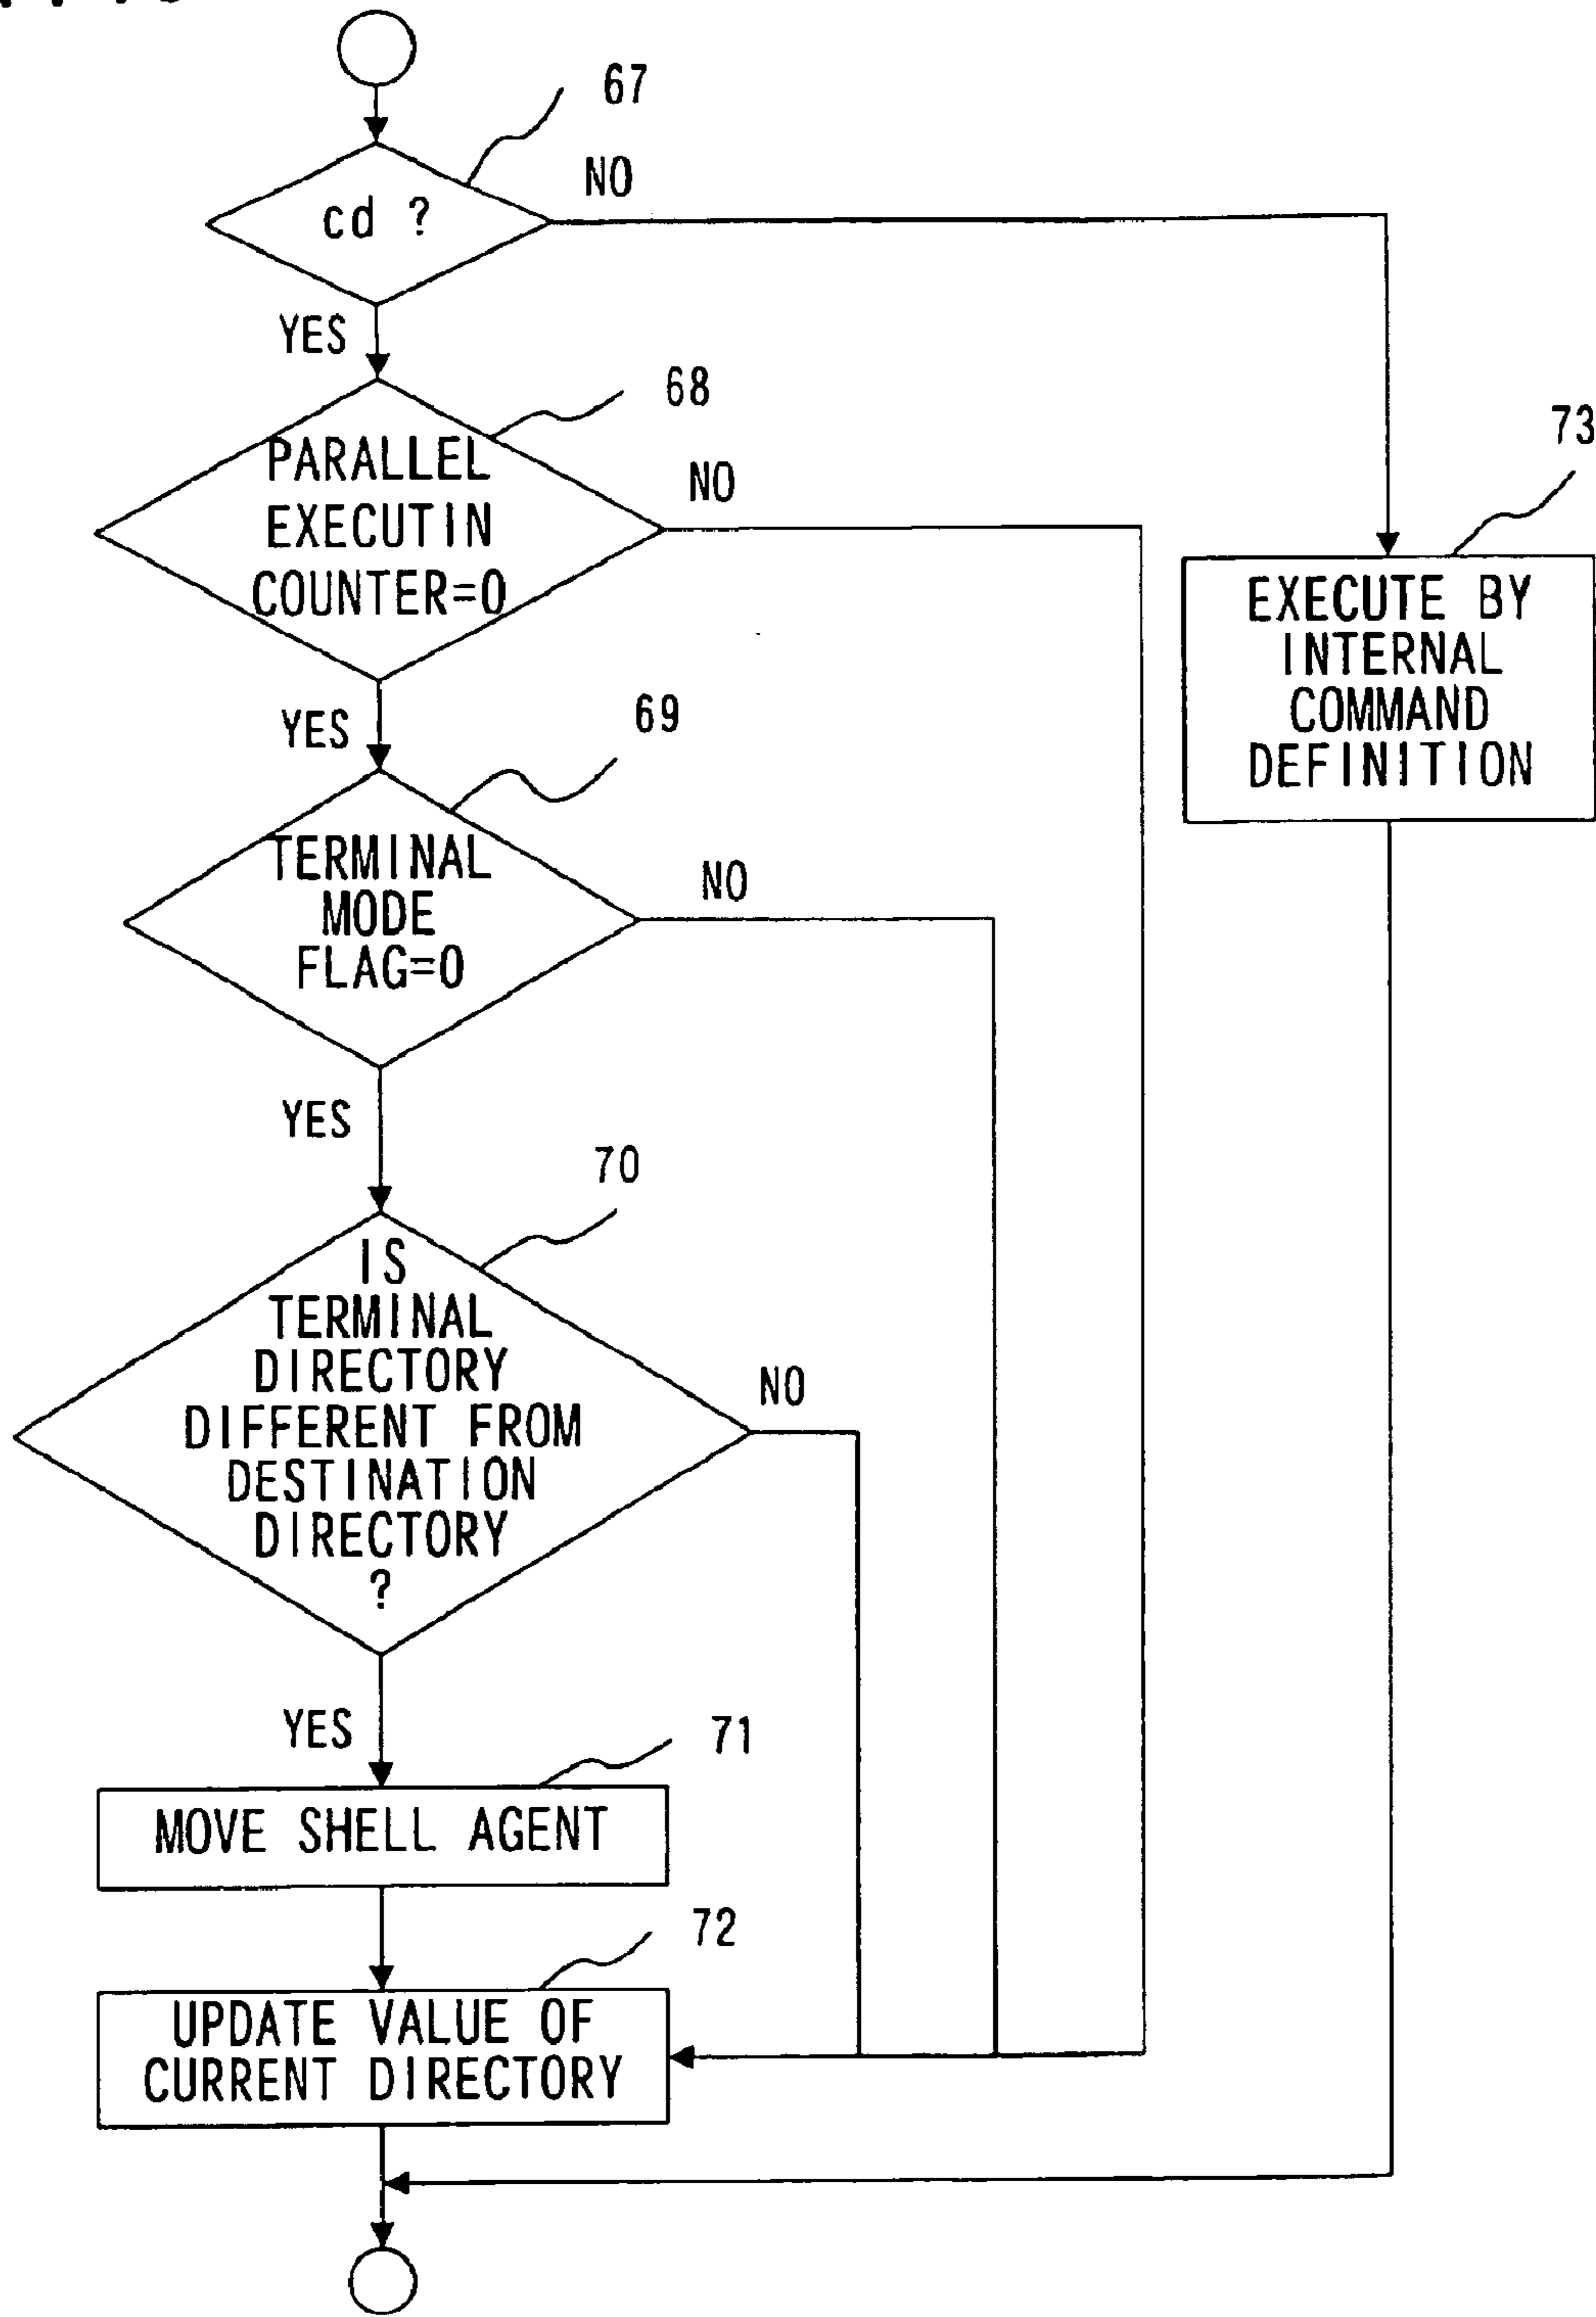 67
NO
cd ?
YES
68
PARALLEL
EXECUTIN
COUNTER=0
NO
73
EXECUTE BY
INTERNAL
COMMAND
DEFINITION
YES
69
TERMINAL
MODE
FLAG=0
NO
YES
70
IS
TERMINAL
DIRECTORY
DIFFERENT FROM
DESTINATION
DIRECTORY
?
NO
YES
71
MOVE SHELL AGENT
72
UPDATE VALUE OF
CURRENT DIRECTORY